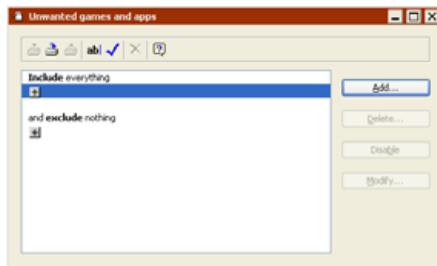 Unwanted games and apps
ab|
Include everything
and exclude nothing
Add...
Delete...
Disable
Modify...